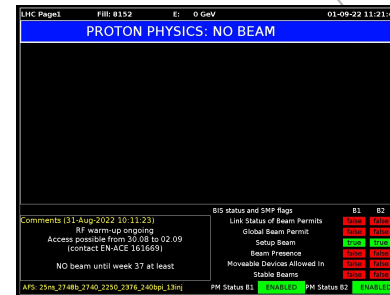 LHC Page1 Fill: 8152 E: 0 GeV 01-09-22 11:21:
PROTON PHYSICS: NO BEAM
BIS status and SMP flags B1 B2
Comments (31-Aug-2022 10:11:23)
RF warm-up ongoing
Access possible from 30.08 to 02.09
(contact EN-ACE 161669)
NO beam until week 37 at least
Link Status of Beam Permits false false
Global Beam Permit false false
Setup Beam true true
Beam Presence false false
Moveable Devices Allowed In false false
Stable Beams false false
AFS: 25ns_2748b_2740_2250_2376_240bpi_13inj PM Status B1 ENABLED PM Status B2 ENABLED